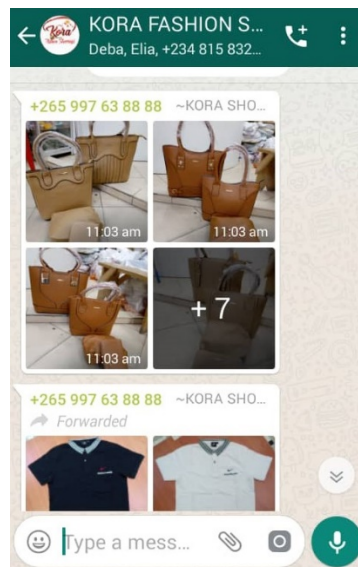 KORA FASHION S...
Deba, Elia, +234 815 832...
Kora
+265 997 63 88 88 ~KORA SHO...
11:03 am
11:03 am
11:03 am
+ 7
+265 997 63 88 88 ~KORA SHO...
Forwarded
Type a mess...